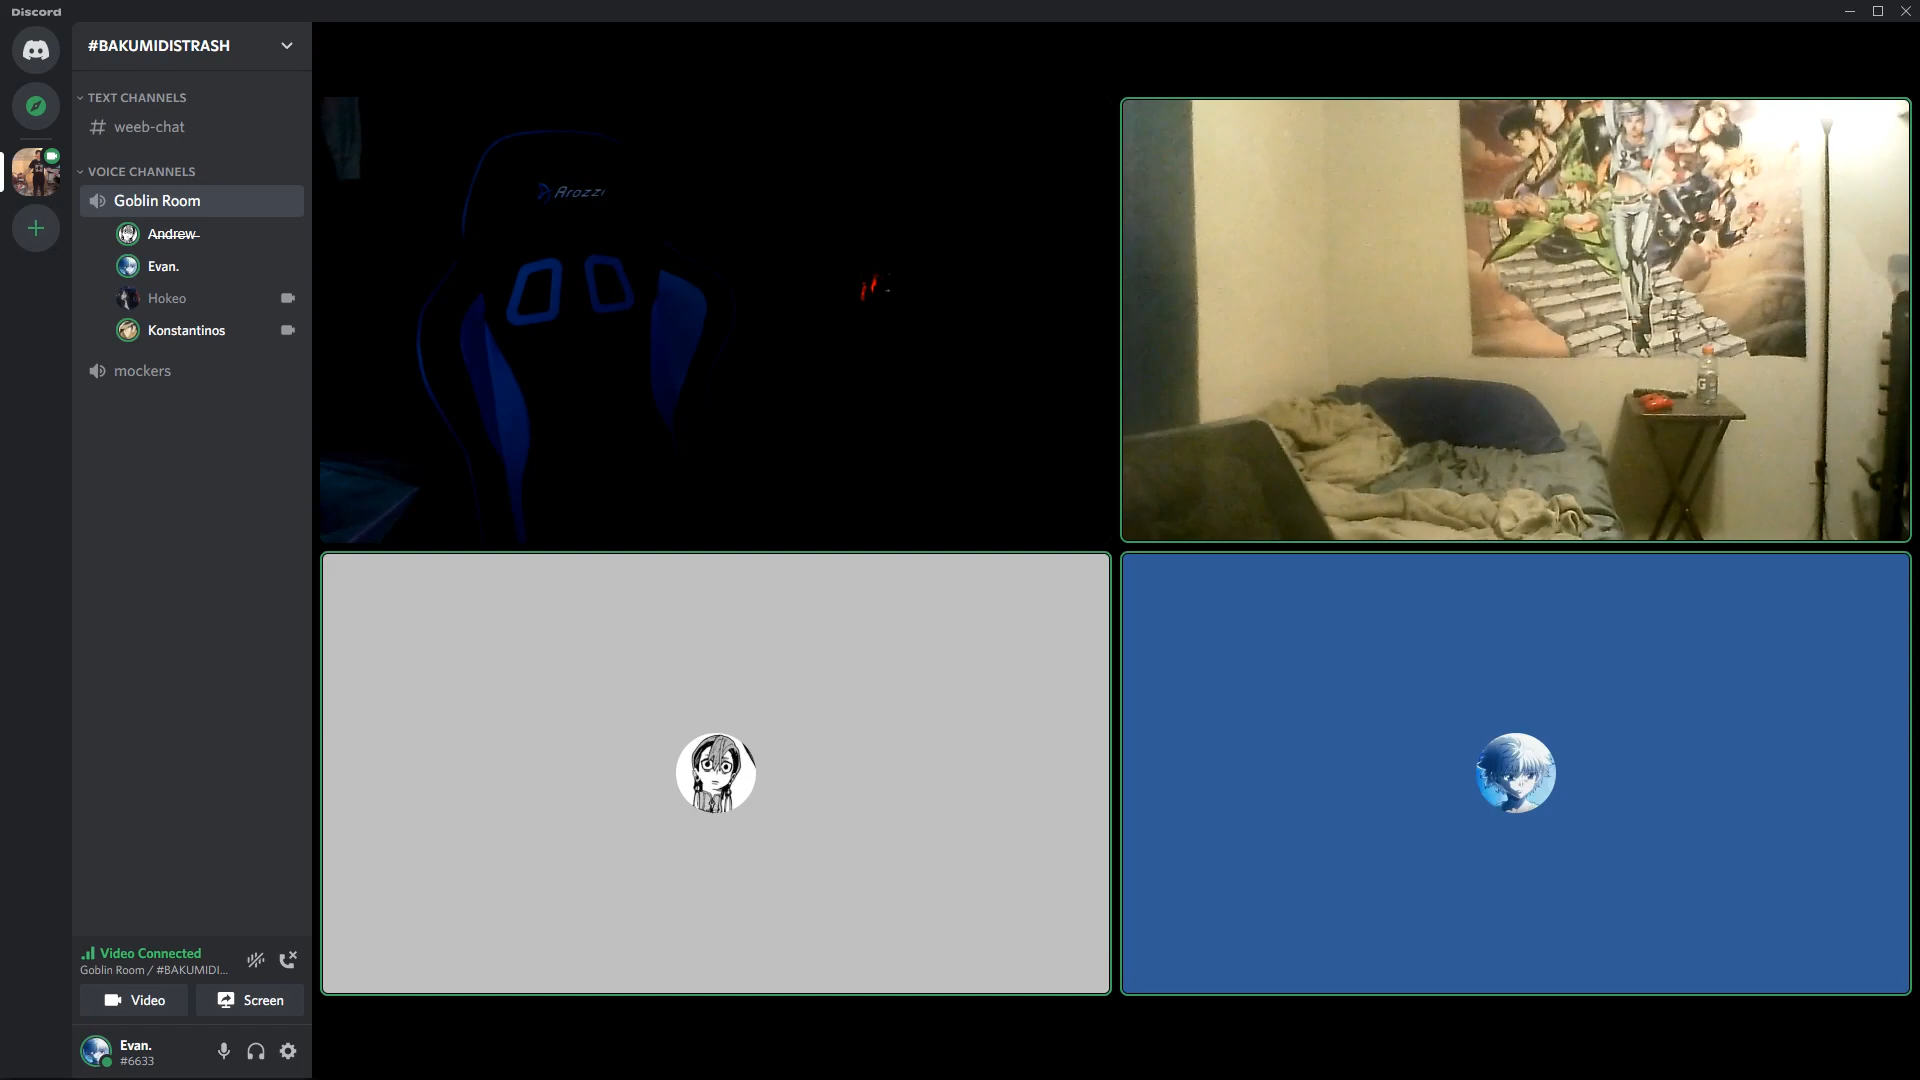 Discord
#BAKUMIDISTRASH
TEXT CHANNELS
# weeb-chat
VOICE CHANNELS
Goblin Room
Andrew
Evan.
Hokeo
Konstantinos
mockers
Arozzi
G
Video Connected
Goblin Room / #BAKUMIDI...
Video
Screen
Evan.
#6633